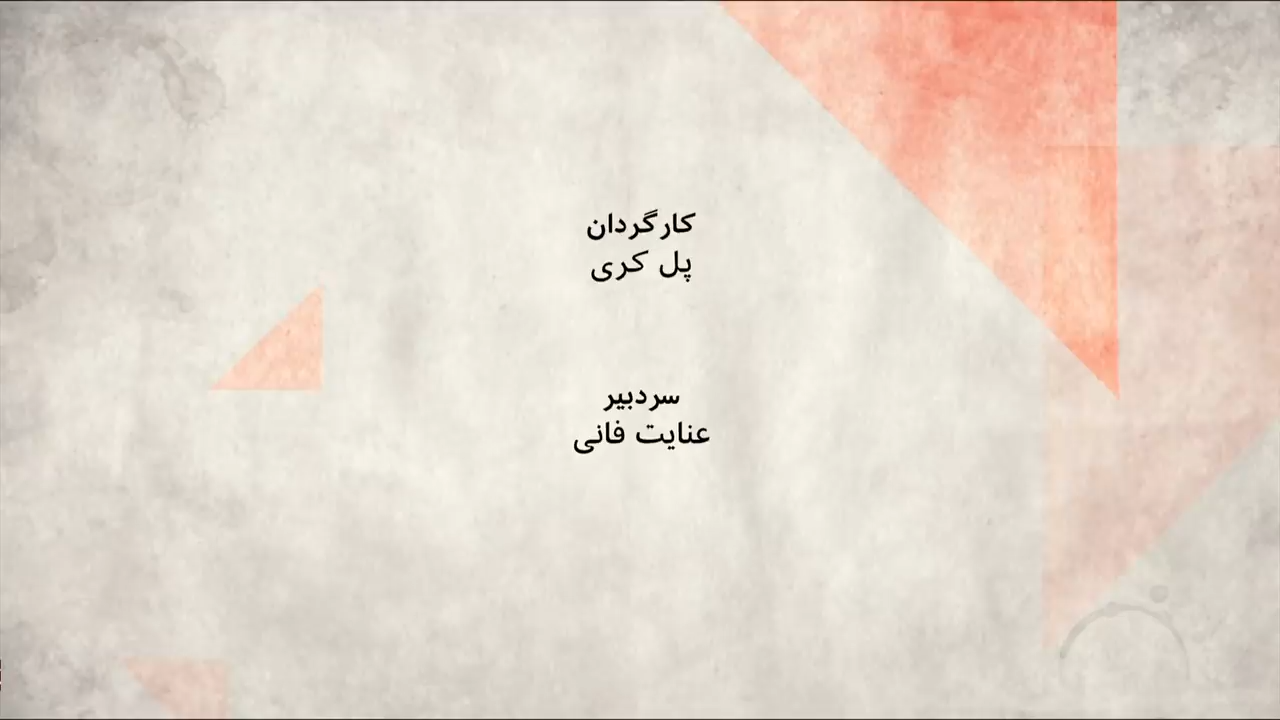 کارگردان
پل کری
سردبیر
عنایت فانی